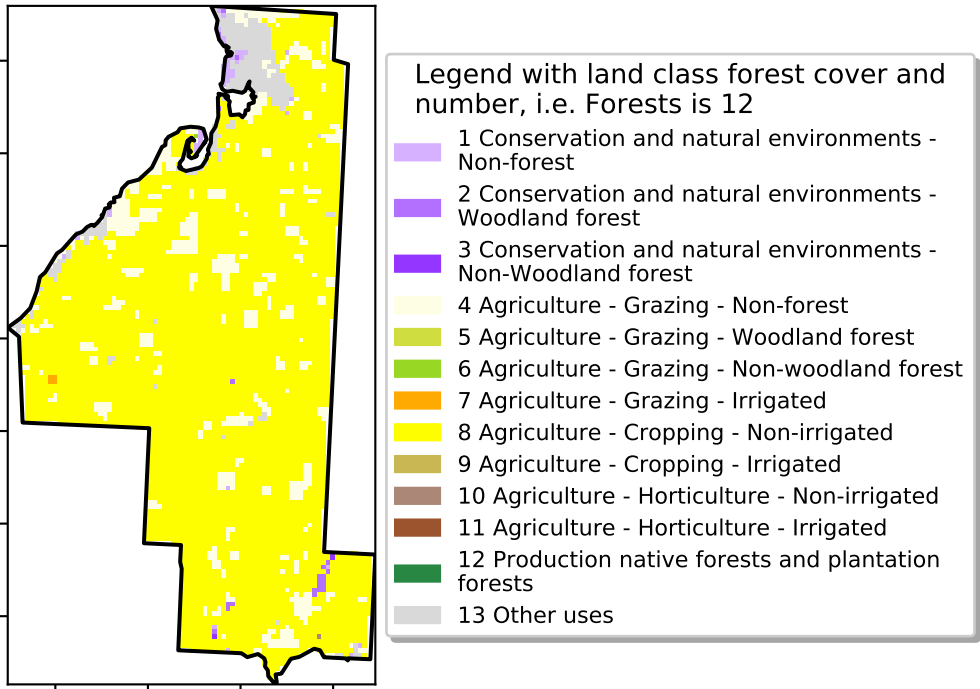 Legend with land class forest cover and
number, i.e. Forests is 12
1 Conservation and natural environments -
Non-forest
2 Conservation and natural environments -
Woodland forest
3 Conservation and natural environments -
Non-Woodland forest
4 Agriculture - Grazing - Non-forest
5 Agriculture - Grazing - Woodland forest
6 Agriculture - Grazing - Non-woodland forest
7 Agriculture - Grazing - Irrigated
8 Agriculture - Cropping - Non-irrigated
9 Agriculture - Cropping - Irrigated
10 Agriculture - Horticulture - Non-irrigated
11 Agriculture - Horticulture - Irrigated
12 Production native forests and plantation
forests
13 Other uses